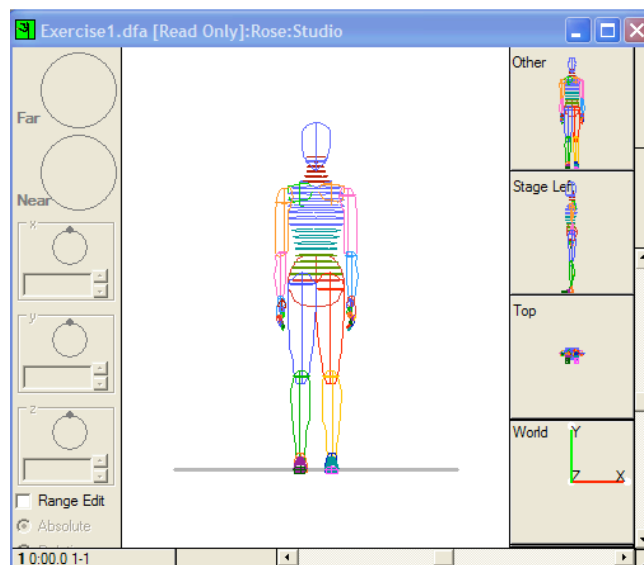 Exercise1.dfa [Read Only]:Rose:Studio
Far
Near
x
y
z
Range Edit
Absolute
1 0:00.0 1-1
Other
Stage Left
Top
World
Y
Z
X